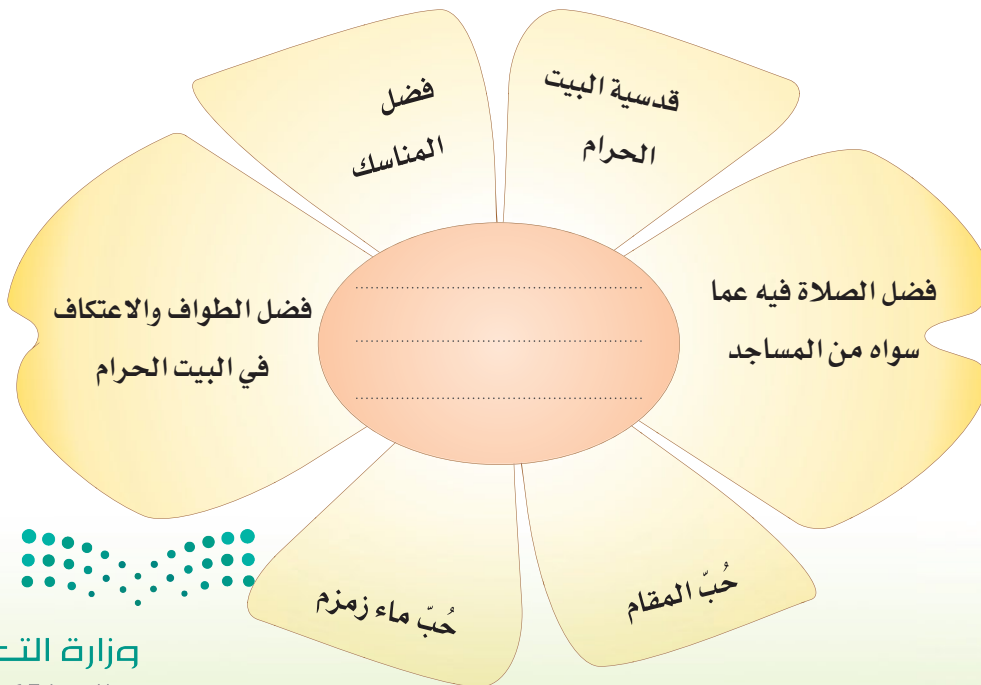 قدسية البيت
الحرام
فضل
المناسك
فضل الصلاة فيه عما
سواه من المساجد
فضل الطواف والاعتكاف
في البيت الحرام
حُبّ المقام
حُبّ ماء زمزم
وزارة التـ